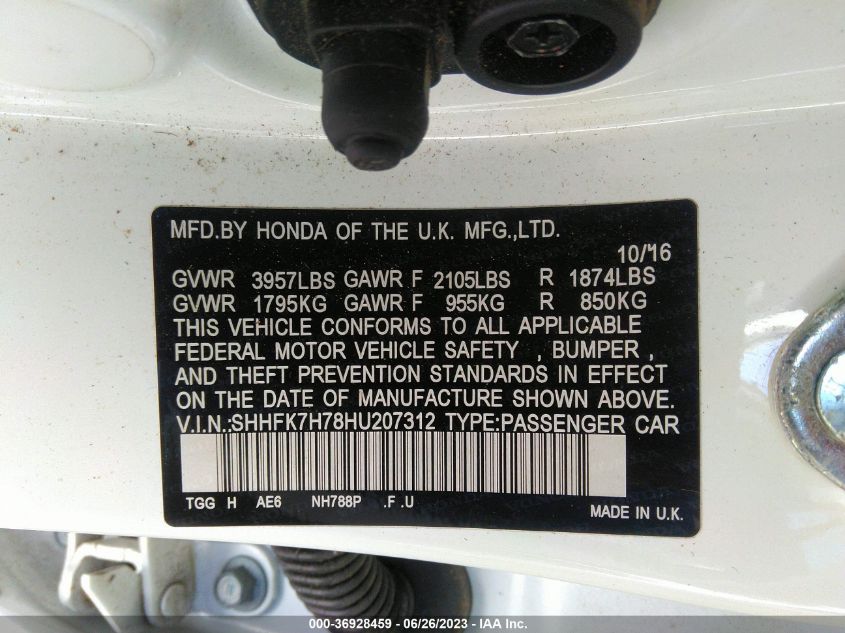 MFD.BY HONDA OF THE U.K. MFG.,LTD.
10/'16
GVWR 3957LBS GAWR F 2105LBS R 1874LBS
GVWR 1795KG GAWR F 955KG R 850KG
THIS VEHICLE CONFORMS TO ALL APPLICABLE
FEDERAL MOTOR VEHICLE SAFETY , BUMPER ,
AND THEFT PREVENTION STANDARDS IN EFFECT
ON THE DATE OF MANUFACTURE SHOWN ABOVE.
V.I.N.:SHHFK7H78HU207312 TYPE:PASSENGER CAR
TGG H AE6 NH788P .F .U
MADE IN U.K.
000-36928459 / 06/26/2023 / IAA Inc.